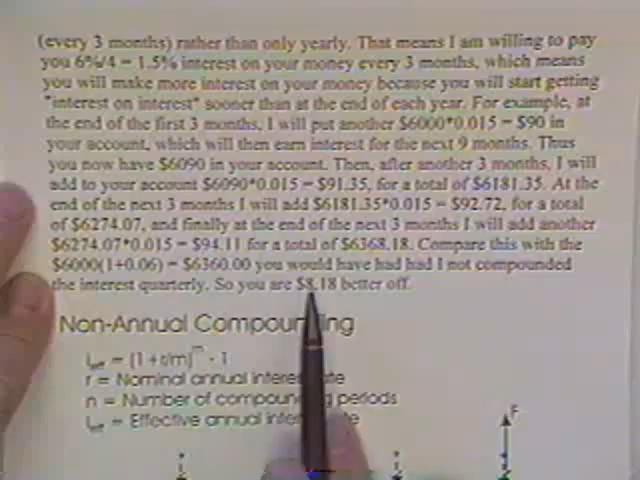 (every 3 months) rather than only yearly. That means I am willing to pay
you 6%/4 = 1.5% interest on your money every 3 months, which means
you will make more interest on your money because you will start getting
"interest on interest" sooner than at the end of each year. For example, at
the end of the first 3 months, I will put another $6000*0.015 = $90 in
your account, which will then earn interest for the next 9 months. Thus
you now have $6090 in your account. Then, after another 3 months, I will
add to your account $6090*0.015 = $91.35, for a total of $6181.35. At the
end of the next 3 months I will add $6181.35*0.015 = $92.72, for a total
of $6274.07, and finally at the end of the next 3 months I will add another
$6274.07*0.015 = $94.11 for a total of $6368.18. Compare this with the
$6000(1+0.06) = $6360.00 you would have had had I not compounded
the interest quarterly. So you are $8.18 better off.
Non-Annual Compounding
= (1+r/m)^m - 1
r = Nominal annual interest rate
n = Number of compounding periods
= Effective annual interest rate
F